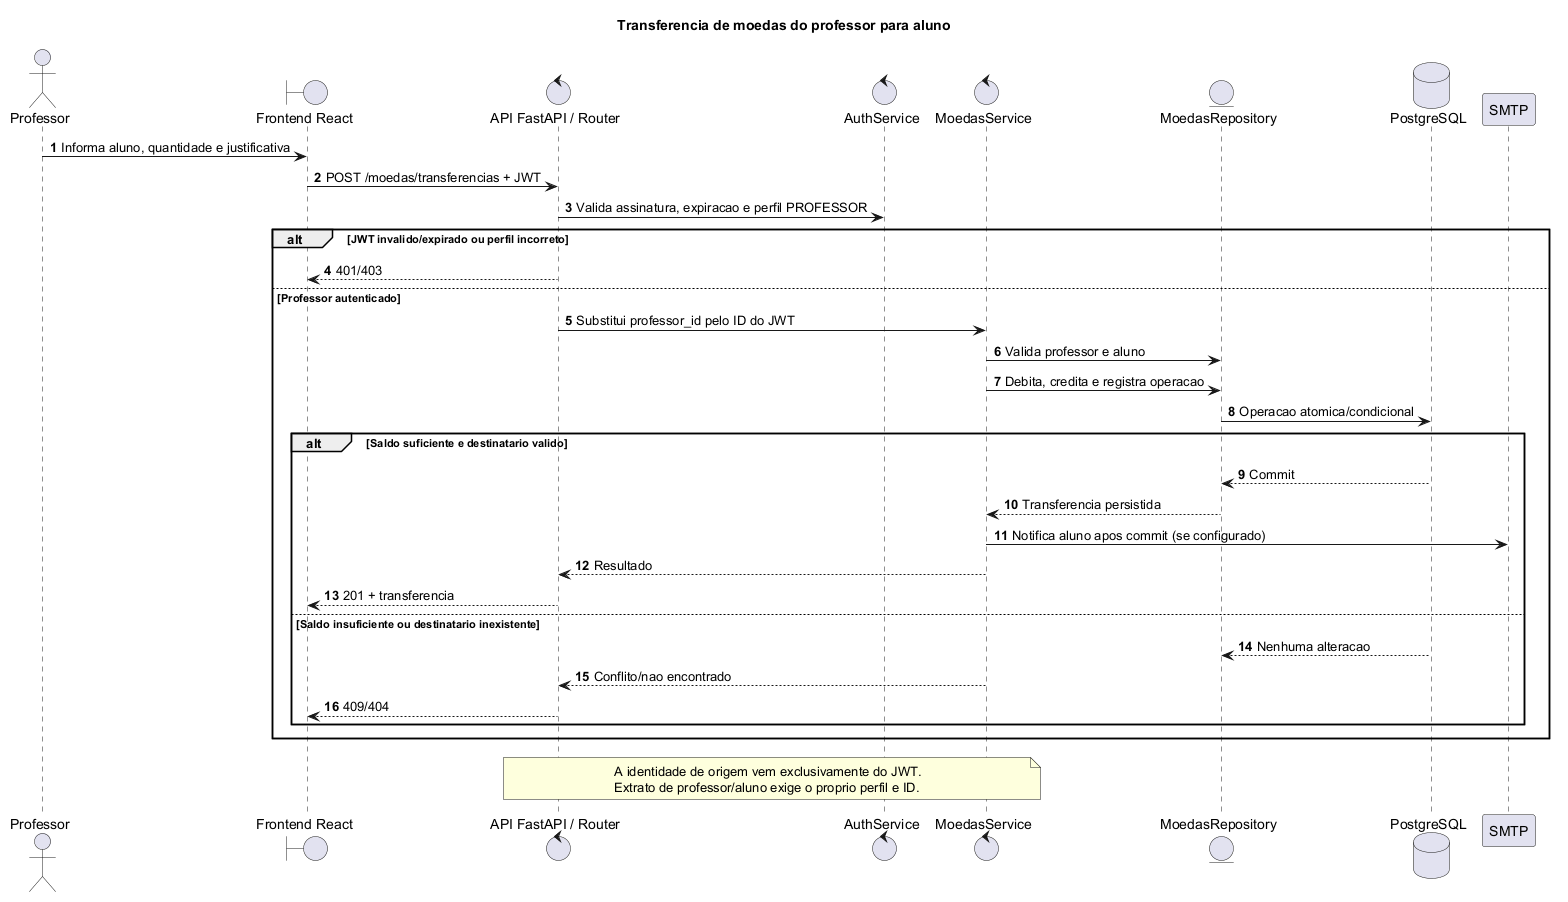 Transferencia de moedas do professor para aluno
Professor
Frontend React
API FastAPI / Router
AuthService
MoedasService
MoedasRepository
PostgreSQL
SMTP
1 Informa aluno, quantidade e justificativa
2 POST /moedas/transferencias + JWT
3 Valida assinatura, expiracao e perfil PROFESSOR
alt [JWT invalido/expirado ou perfil incorreto]
4 401/403
[Professor autenticado]
5 Substitui professor_id pelo ID do JWT
6 Valida professor e aluno
7 Debita, credita e registra operacao
8 Operacao atomica/condicional
alt [Saldo suficiente e destinatario valido]
9 Commit
10 Transferencia persistida
11 Notifica aluno apos commit (se configurado)
12 Resultado
13 201 + transferencia
[Saldo insuficiente ou destinatario inexistente]
14 Nenhuma alteracao
15 Conflito/nao encontrado
16 409/404
A identidade de origem vem exclusivamente do JWT.
Extrato de professor/aluno exige o proprio perfil e ID.
Professor
Frontend React
API FastAPI / Router
AuthService
MoedasService
MoedasRepository
PostgreSQL
SMTP